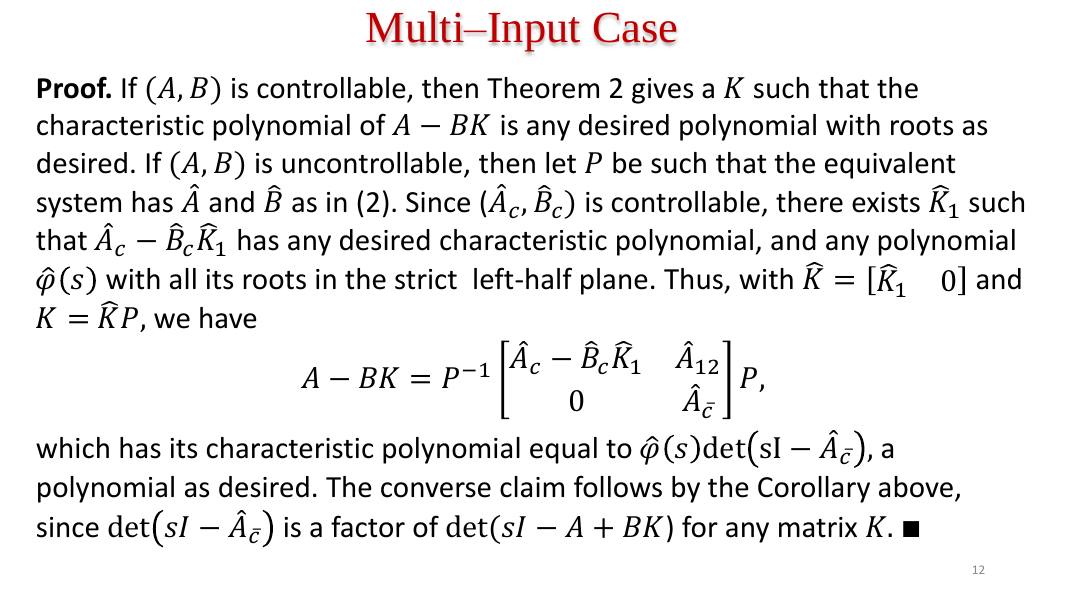 Multi–Input Case
Proof. If (𝐴, 𝐵) is controllable, then Theorem 2 gives a 𝐾 such that the
characteristic polynomial of 𝐴 − 𝐵𝐾 is any desired polynomial with roots as
desired. If (𝐴, 𝐵) is uncontrollable, then let 𝑃 be such that the equivalent
system has 𝐴̂ and 𝐵̂ as in (2). Since (𝐴̂_𝑐, 𝐵̂_𝑐) is controllable, there exists 𝐾̂₁ such
that 𝐴̂_𝑐 − 𝐵̂_𝑐𝐾̂₁ has any desired characteristic polynomial, and any polynomial
𝜑̂(𝑠) with all its roots in the strict left-half plane. Thus, with 𝐾̂ = [𝐾̂₁ 0] and
𝐾 = 𝐾̂𝑃, we have
𝐴 − 𝐵𝐾 = 𝑃⁻¹ [𝐴̂_𝑐 − 𝐵̂_𝑐𝐾̂₁ 𝐴̂₁₂
0 𝐴̂_𝑐̄] 𝑃,
which has its characteristic polynomial equal to 𝜑̂(𝑠)det(sI − 𝐴̂_𝑐̄), a
polynomial as desired. The converse claim follows by the Corollary above,
since det(𝑠𝐼 − 𝐴̂_𝑐̄) is a factor of det(𝑠𝐼 − 𝐴 + 𝐵𝐾) for any matrix 𝐾. ■
12